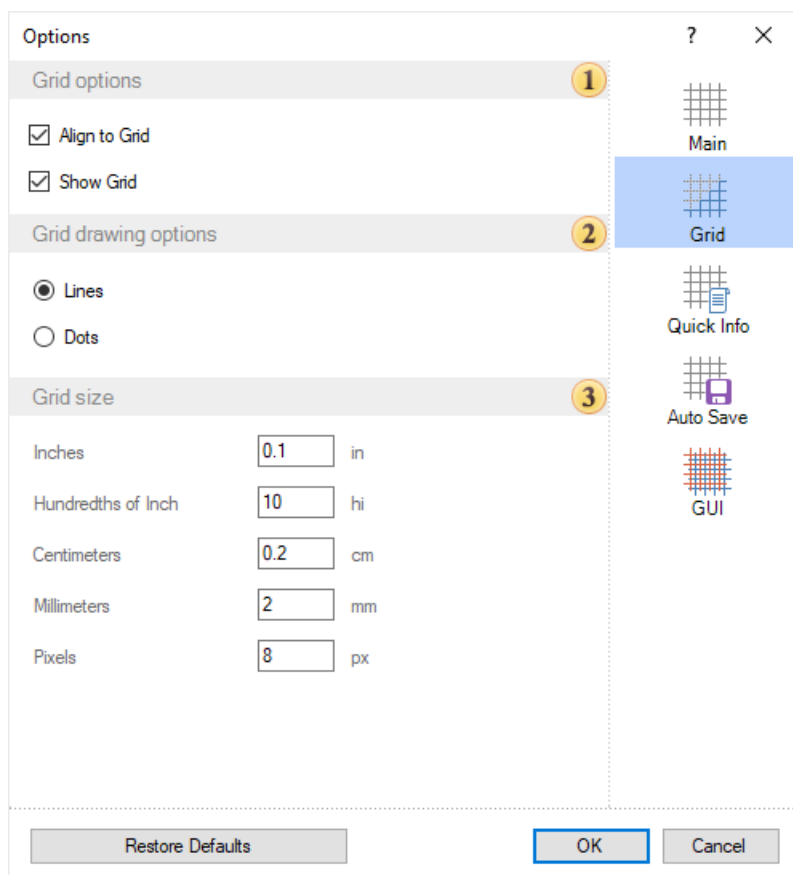 Options ?
Grid options 1
Align to Grid
Show Grid
Grid drawing options 2
Lines
Dots
Grid size 3
Inches 0.1 in
Hundredths of Inch 10 hi
Centimeters 0.2 cm
Millimeters 2 mm
Pixels 8 px
Main
Grid
Quick Info
Auto Save
GUI
Restore Defaults OK Cancel